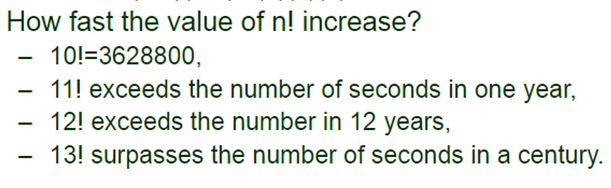 How fast the value of n! increase?
– 10!=3628800,
– 11! exceeds the number of seconds in one year,
– 12! exceeds the number in 12 years,
– 13! surpasses the number of seconds in a century.